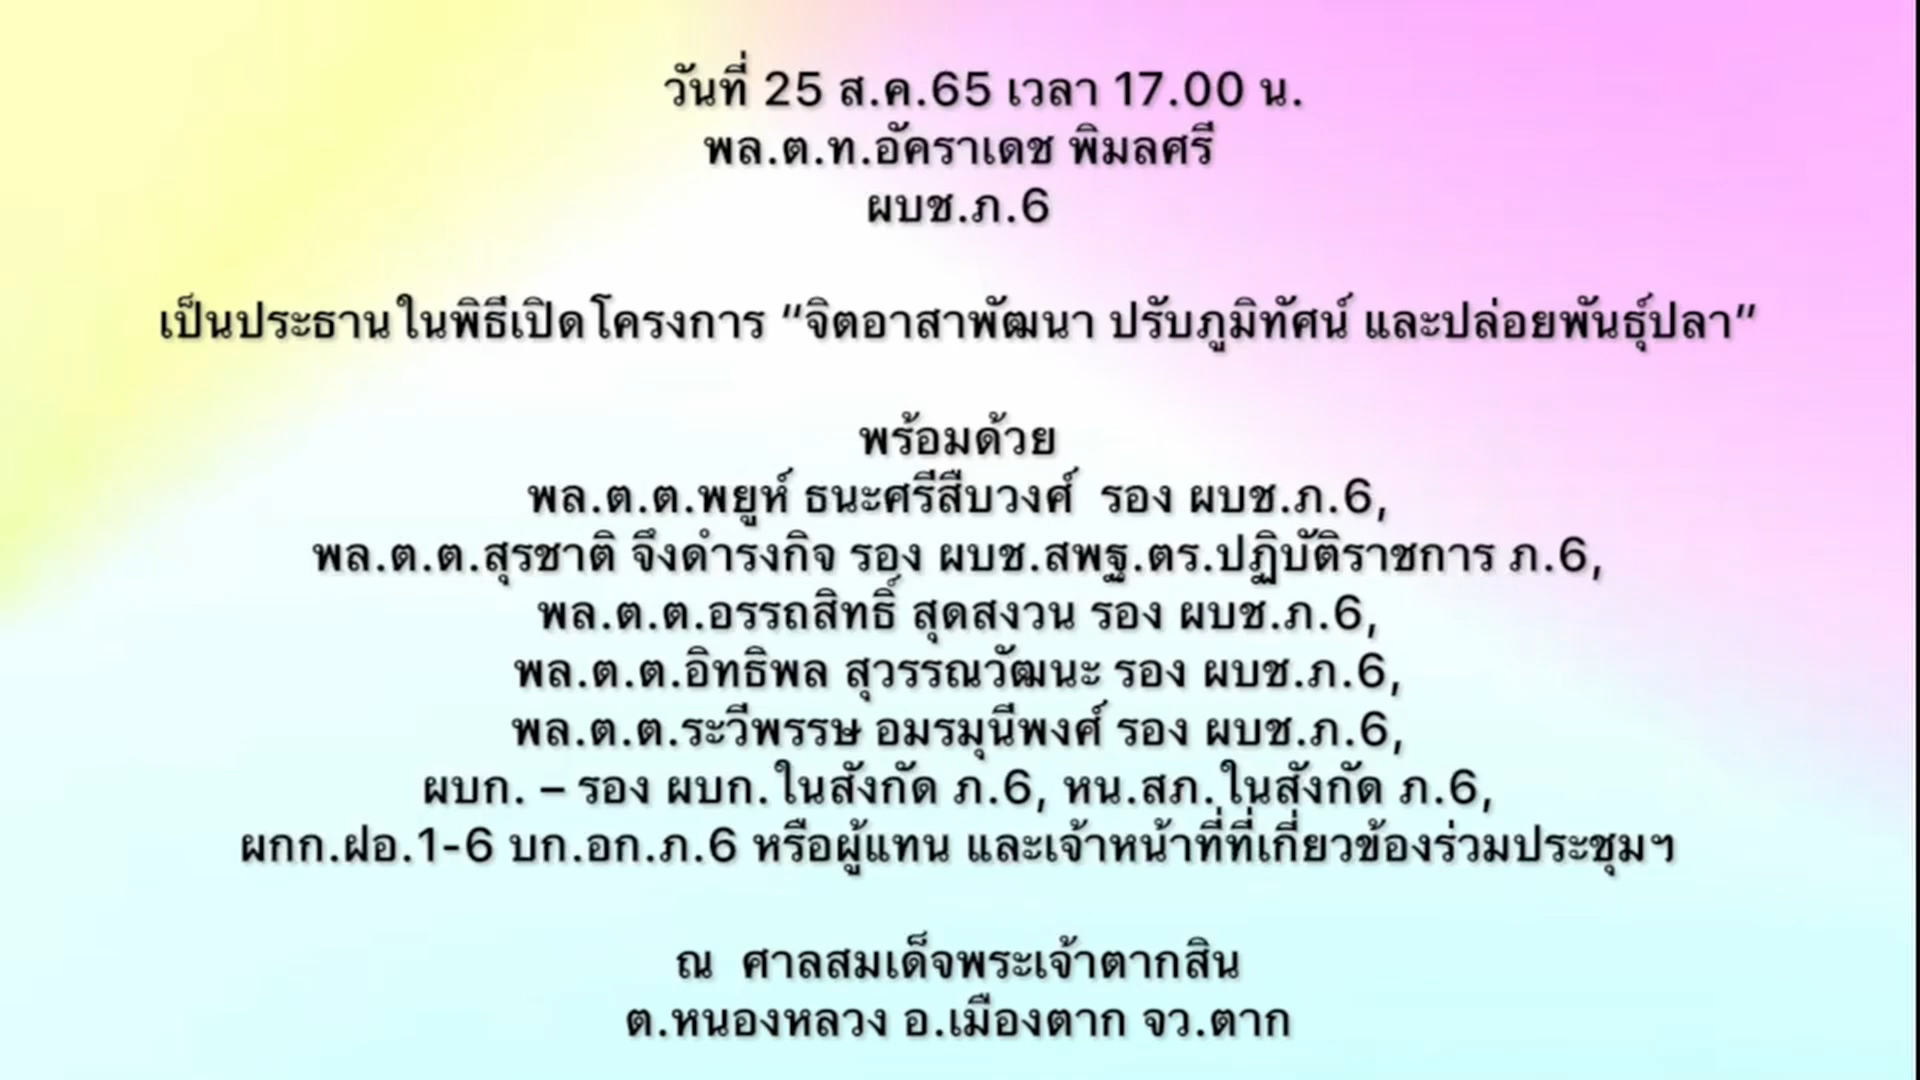 วันที่ 25 ส.ค.65 เวลา 17.00 น.
พล.ต.ท.อัคราเดช พิมลศรี
ผบช.ภ.6
เป็นประธานในพิธีเปิดโครงการ “จิตอาสาพัฒนา ปรับภูมิทัศน์ และปล่อยพันธุ์ปลา”
พร้อมด้วย
พล.ต.ต.พยูห์ ธนะศรีสืบวงศ์ รอง ผบช.ภ.6,
พล.ต.ต.สุรชาติ จึงดำรงกิจ รอง ผบช.สพฐ.ตร.ปฏิบัติราชการ ภ.6,
พล.ต.ต.อรรถสิทธิ์ สุดสงวน รอง ผบช.ภ.6,
พล.ต.ต.อิทธิพล สุวรรณวัฒนะ รอง ผบช.ภ.6,
พล.ต.ต.ระวีพรรษ อมรมุนีพงศ์ รอง ผบช.ภ.6,
ผบก. – รอง ผบก.ในสังกัด ภ.6, หน.สภ.ในสังกัด ภ.6,
ผกก.ฝอ.1-6 บก.อก.ภ.6 หรือผู้แทน และเจ้าหน้าที่ที่เกี่ยวข้องร่วมประชุมฯ
ณ ศาลสมเด็จพระเจ้าตากสิน
ต.หนองหลวง อ.เมืองตาก จว.ตาก